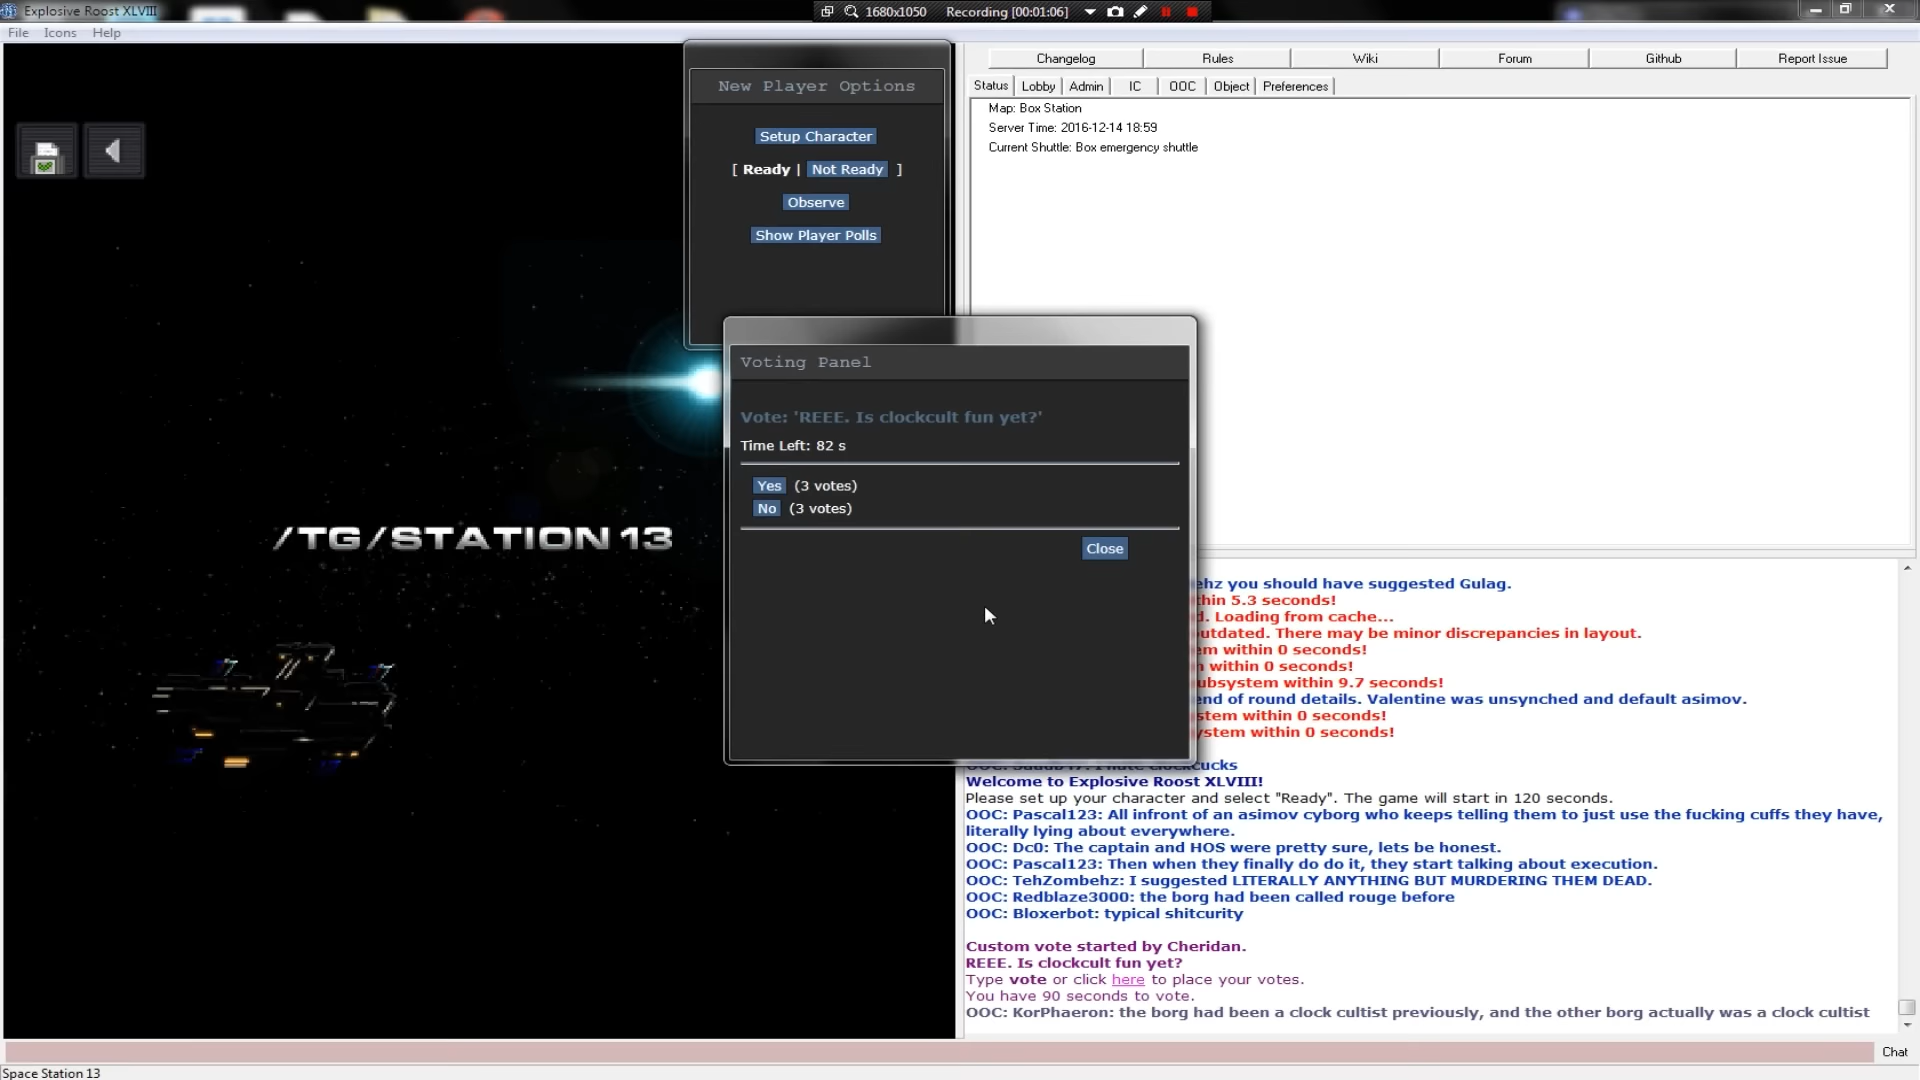 Explosive Roost XLVIII
1680x1050 Recording [00:01:06]
File Icons Help
New Player Options
Setup Character
[ Ready | Not Ready ]
Observe
Show Player Polls
Changelog Rules Wiki Forum Github Report Issue
Status Lobby Admin IC OOC Object Preferences
Map: Box Station
Server Time: 2016-12-14 18:59
Current Shuttle: Box emergency shuttle
Voting Panel
Vote: 'REEE. Is clockcult fun yet?'
Time Left: 82 s
Yes (3 votes)
No (3 votes)
Close
/TG/STATION 13
you should have suggested Gulag.
5.3 seconds!
Loading from cache...
There may be minor discrepancies in layout.
within 0 seconds!
within 0 seconds!
within 9.7 seconds!
end of round details. Valentine was unsynched and default asimov.
within 0 seconds!
within 0 seconds!
Welcome to Explosive Roost XLVIII!
Please set up your character and select "Ready". The game will start in 120 seconds.
OOC: Pascal123: All infront of an asimov cyborg who keeps telling them to just use the fucking cuffs they have,
literally lying about everywhere.
OOC: Dc0: The captain and HOS were pretty sure, lets be honest.
OOC: Pascal123: Then when they finally do do it, they start talking about execution.
OOC: TehZombehz: I suggested LITERALLY ANYTHING BUT MURDERING THEM DEAD.
OOC: Redblaze3000: the borg had been called rouge before
OOC: Bloxerbot: typical shitcurity
Custom vote started by Cheridan.
REEE. Is clockcult fun yet?
Type vote or click here to place your votes.
You have 90 seconds to vote.
OOC: KorPhaeron: the borg had been a clock cultist previously, and the other borg actually was a clock cultist
Chat
Space Station 13